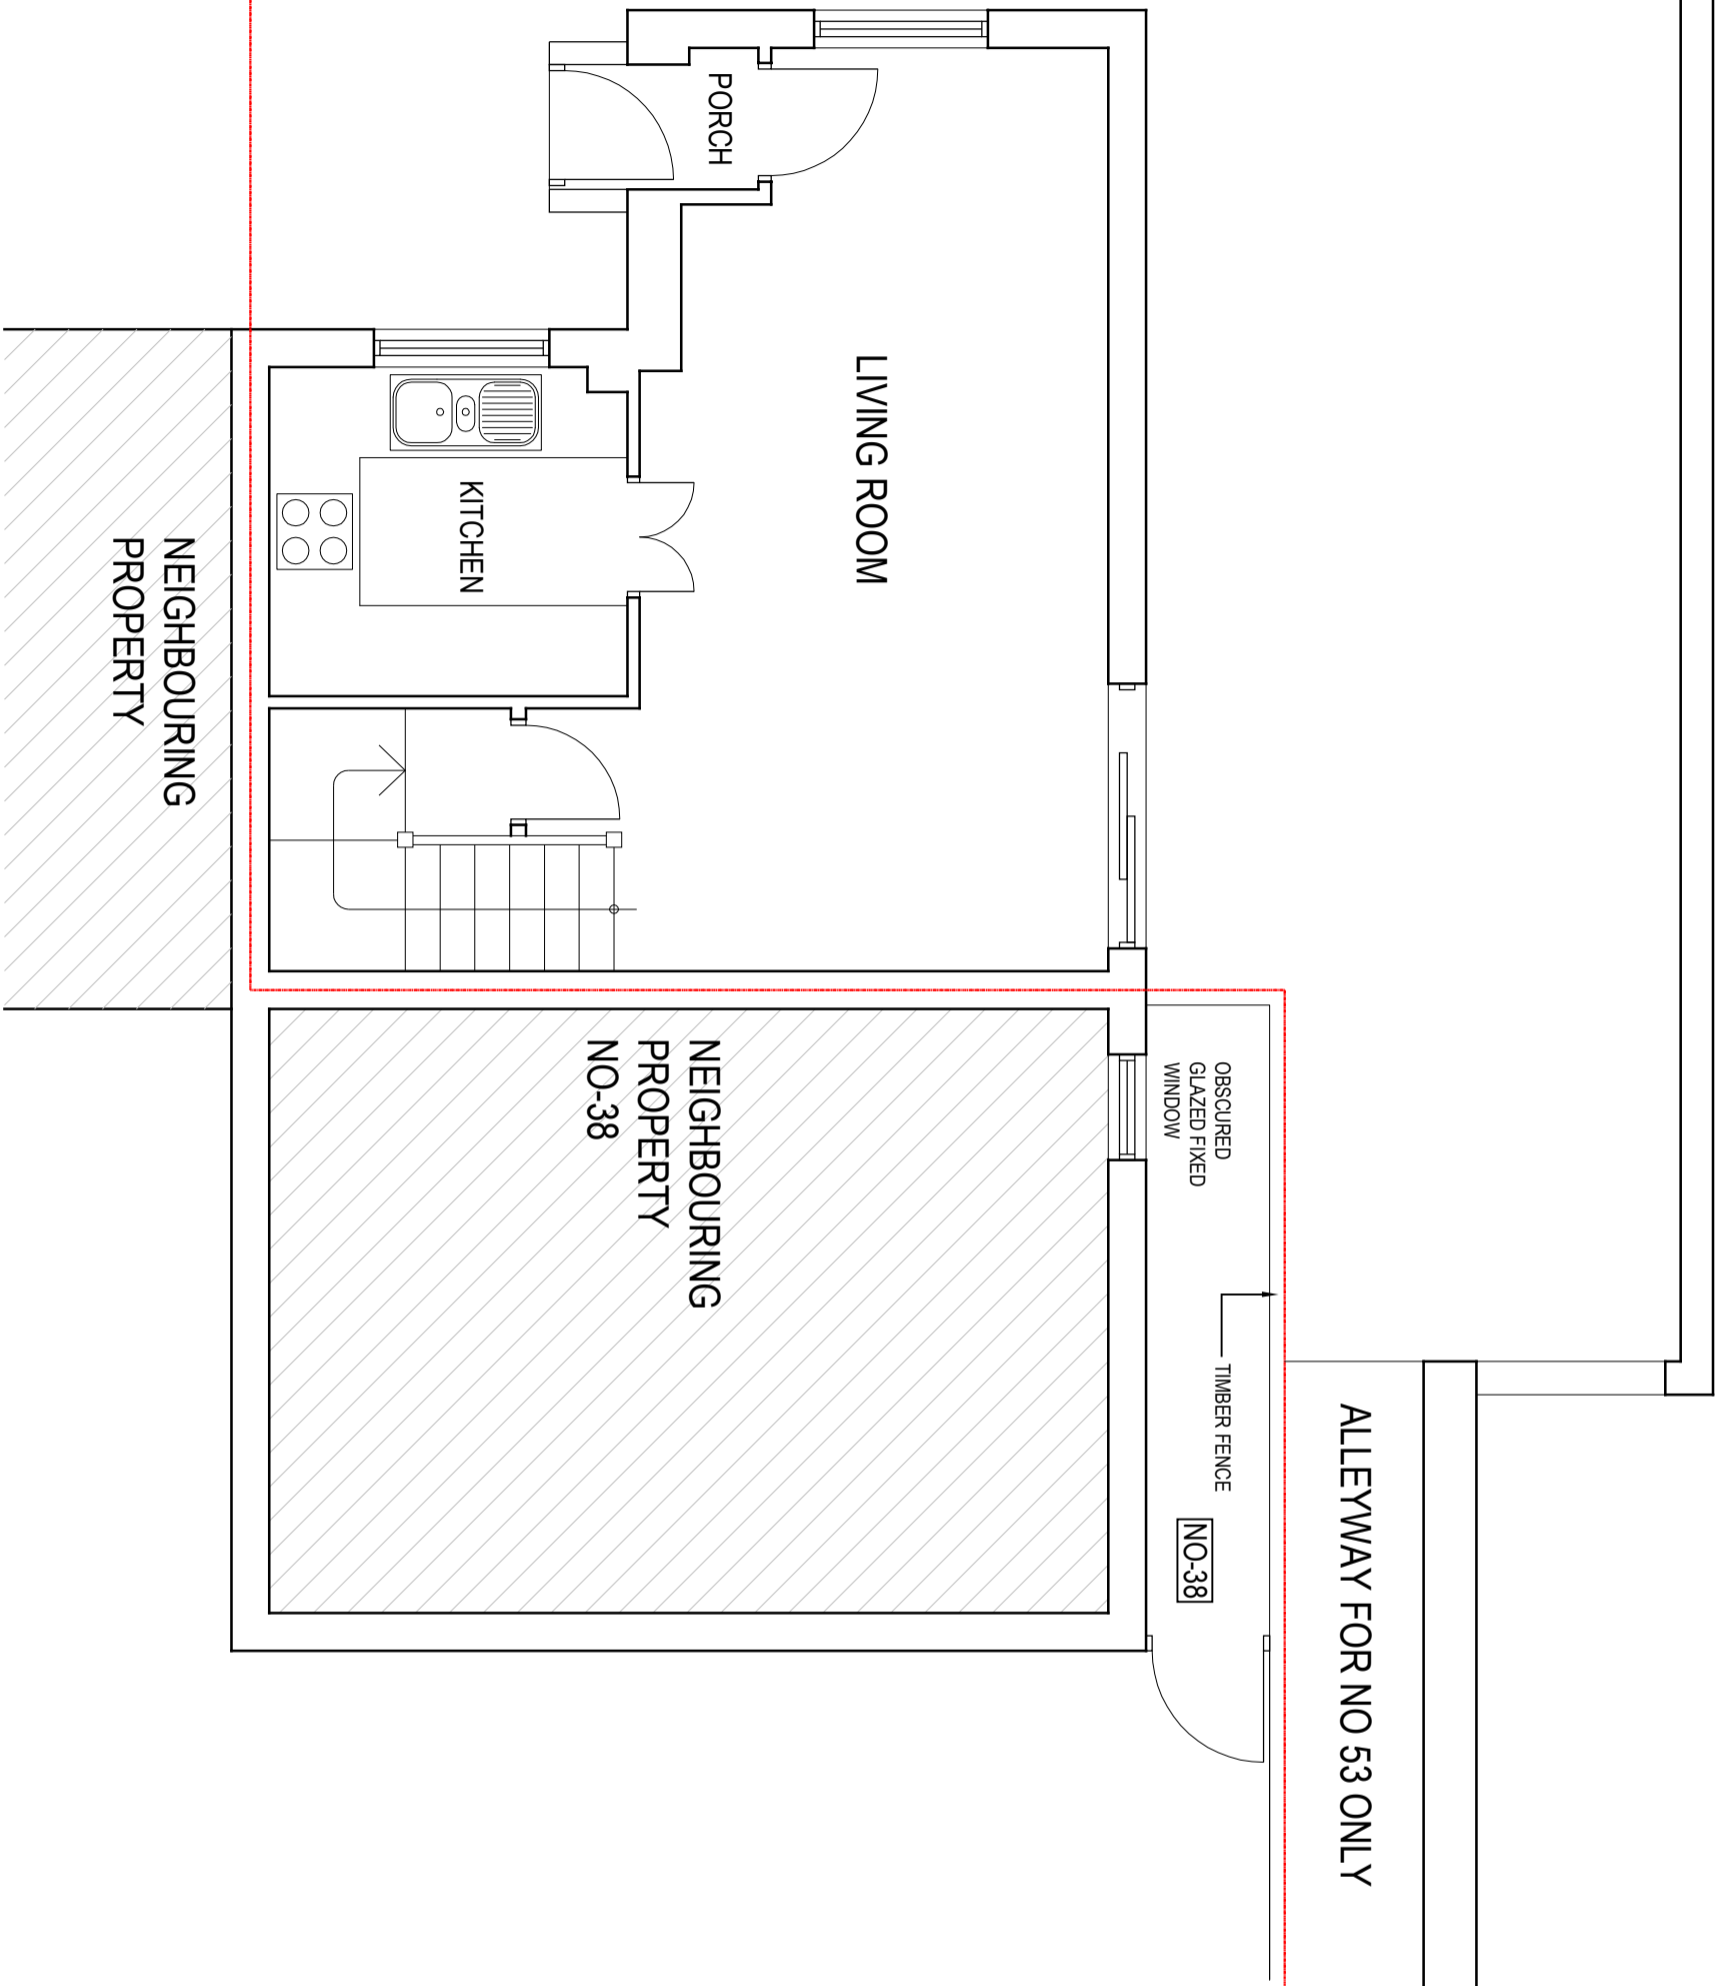 PORCH
LIVING ROOM
KITCHEN
NEIGHBOURING
PROPERTY
NEIGHBOURING
PROPERTY
NO-38
OBSCURED
GLAZED FIXED
WINDOW
TIMBER FENCE
NO-38
ALLEYWAY FOR NO 53 ONLY